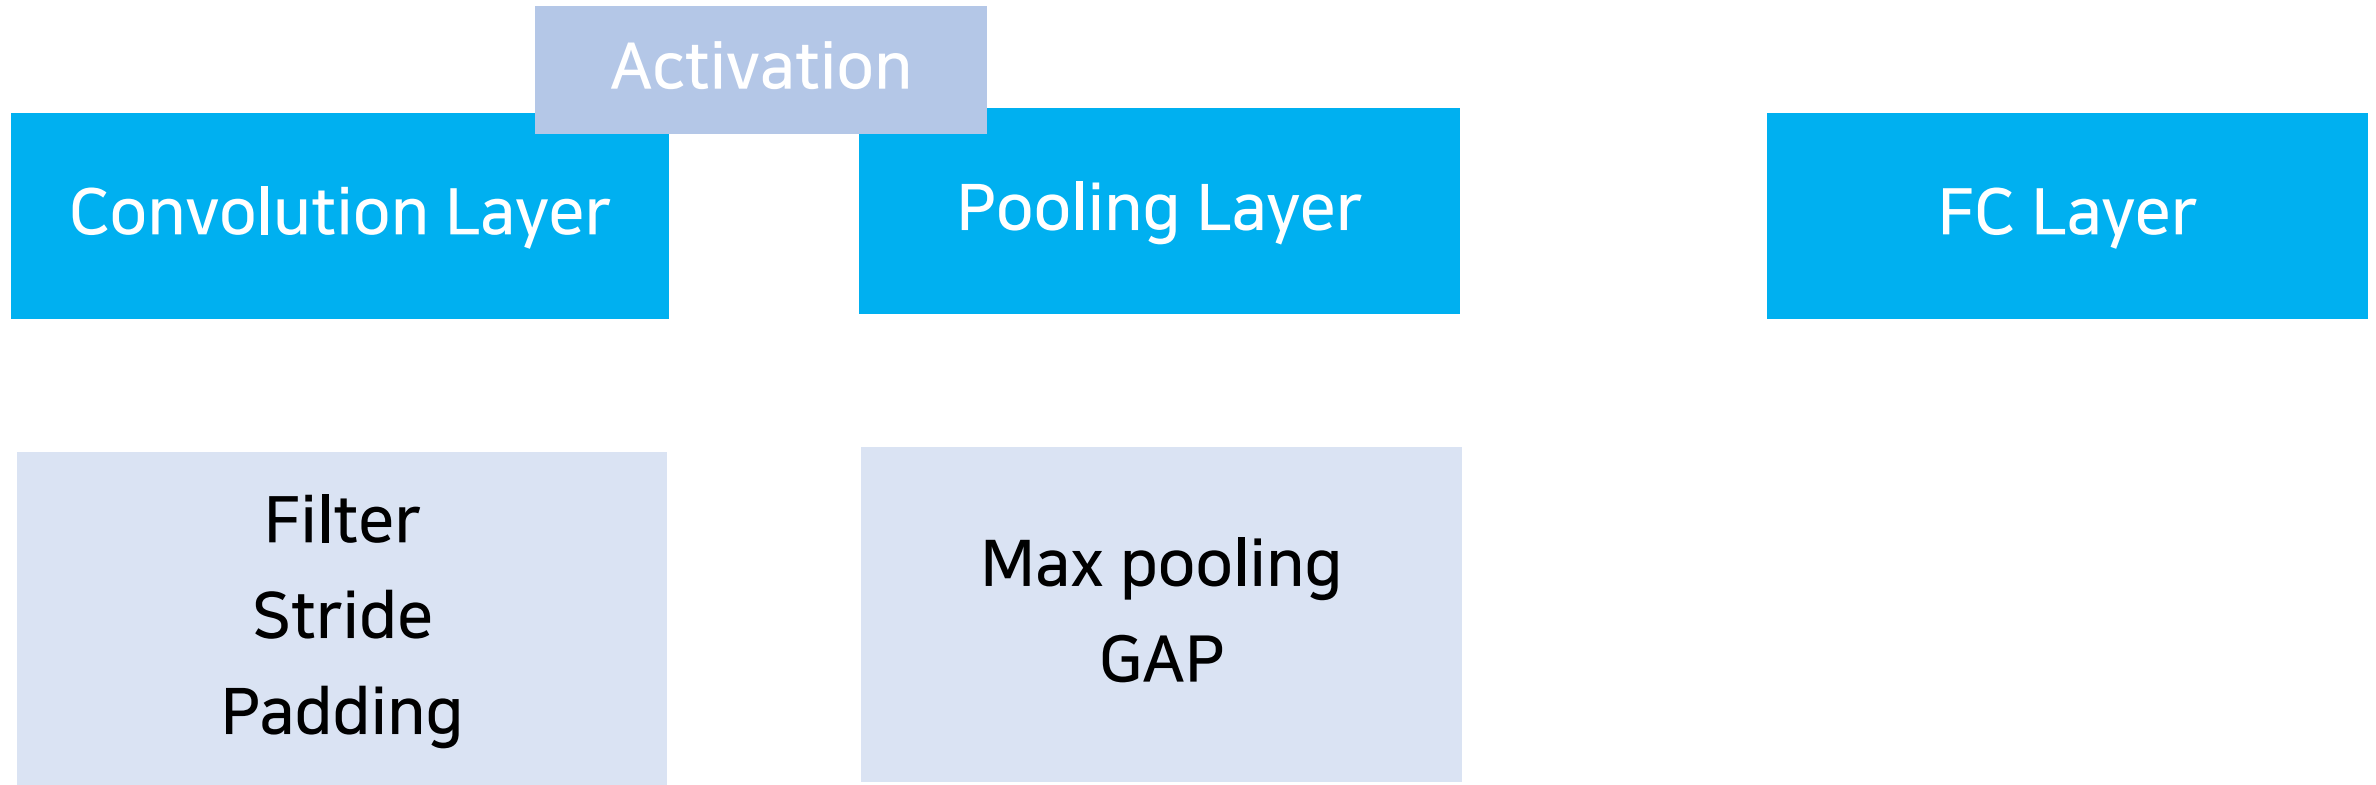 Activation
Convolution Layer
Pooling Layer
FC Layer
Filter
Stride
Padding
Max pooling
GAP